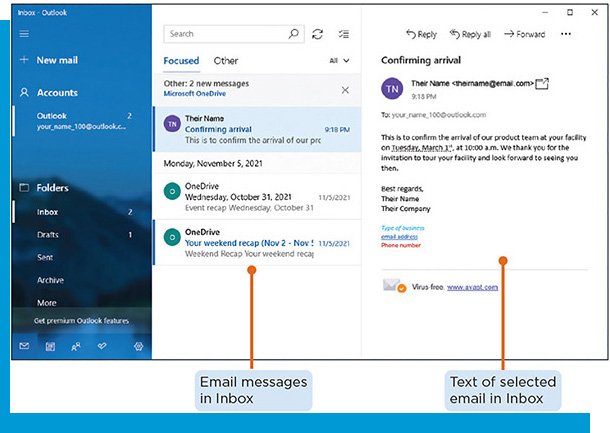 Inbox - Outlook
+ New mail
Accounts
Outlook 2
your_name_100@outlook.c...
Folders
Inbox 2
Drafts 1
Sent
Archive
More
Get premium Outlook features
Search
Focused Other All
Other: 2 new messages
Microsoft OneDrive
TN
Their Name
Confirming arrival 9:18 PM
This is to confirm the arrival of our prc
Monday, November 5, 2021
O
OneDrive
Wednesday, October 31, 2021 11/5/2021
Event recap Wednesday, October 31
O
OneDrive
Your weekend recap (Nov 2 - Nov 5 11/5/2021
Weekend Recap Your weekend recap
Reply Reply all Forward ...
Confirming arrival
TN
Their Name <theirname@email.com>
9:18 PM
To: your_name_100@outlook.com
This is to confirm the arrival of our product team at your facility
on Tuesday, March 1st, at 10:00 a.m. We thank you for the
invitation to tour your facility and look forward to seeing you
then.
Best regards,
Their Name
Their Company
Type of business
email address
Phone number
Virus-free. www.avast.com
Email messages
in Inbox
Text of selected
email in Inbox